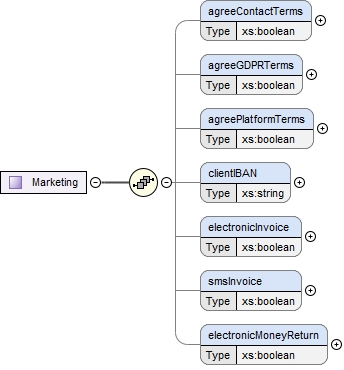 agreeContactTerms
Type xs:boolean
agreeGDPRTerms
Type xs:boolean
agreePlatformTerms
Type xs:boolean
Marketing
clientIBAN
Type xs:string
electronicInvoice
Type xs:boolean
smsInvoice
Type xs:boolean
electronicMoneyReturn
Type xs:boolean